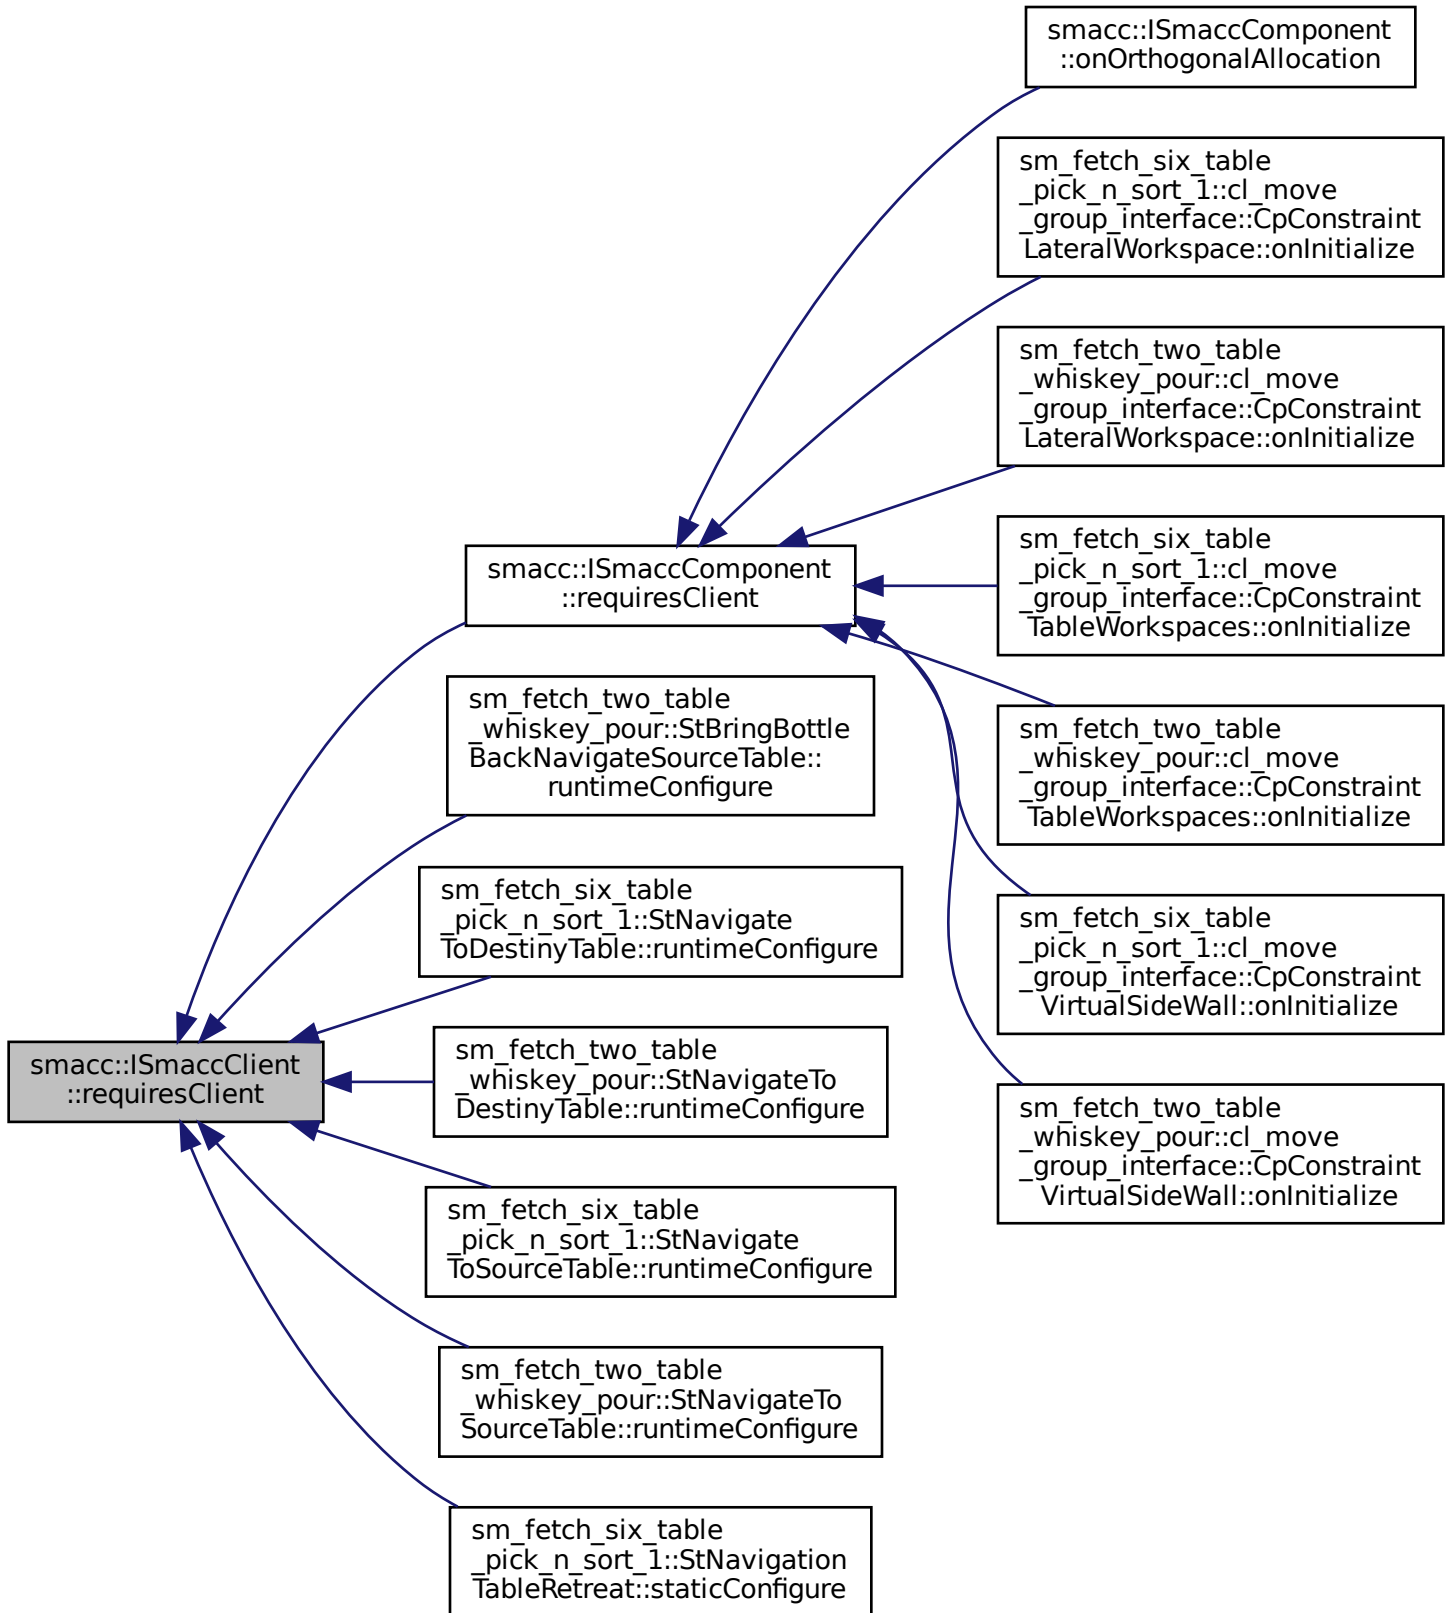 smacc::ISmaccClient
::requiresClient
smacc::ISmaccComponent
::requiresClient
sm_fetch_two_table
_whiskey_pour::StBringBottle
BackNavigateSourceTable::
runtimeConfigure
sm_fetch_six_table
_pick_n_sort_1::StNavigate
ToDestinyTable::runtimeConfigure
sm_fetch_two_table
_whiskey_pour::StNavigateTo
DestinyTable::runtimeConfigure
sm_fetch_six_table
_pick_n_sort_1::StNavigate
ToSourceTable::runtimeConfigure
sm_fetch_two_table
_whiskey_pour::StNavigateTo
SourceTable::runtimeConfigure
sm_fetch_six_table
_pick_n_sort_1::StNavigation
TableRetreat::staticConfigure
smacc::ISmaccComponent
::onOrthogonalAllocation
sm_fetch_six_table
_pick_n_sort_1::cl_move
_group_interface::CpConstraint
LateralWorkspace::onInitialize
sm_fetch_two_table
_whiskey_pour::cl_move
_group_interface::CpConstraint
LateralWorkspace::onInitialize
sm_fetch_six_table
_pick_n_sort_1::cl_move
_group_interface::CpConstraint
TableWorkspaces::onInitialize
sm_fetch_two_table
_whiskey_pour::cl_move
_group_interface::CpConstraint
TableWorkspaces::onInitialize
sm_fetch_six_table
_pick_n_sort_1::cl_move
_group_interface::CpConstraint
VirtualSideWall::onInitialize
sm_fetch_two_table
_whiskey_pour::cl_move
_group_interface::CpConstraint
VirtualSideWall::onInitialize